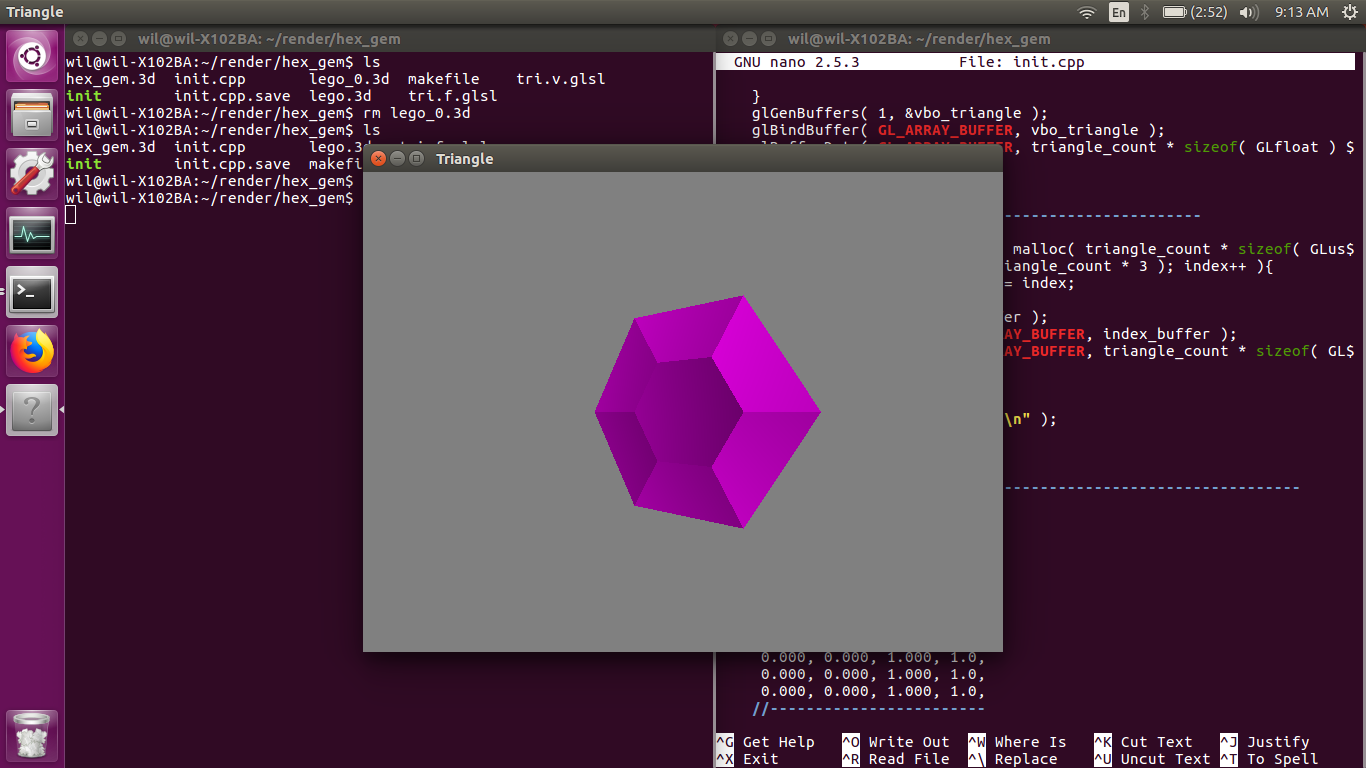 Triangle
En
(2:52)
9:13 AM
wil@wil-X102BA: ~/render/hex_gem
wil@wil-X102BA:~/render/hex_gem$ ls
hex_gem.3d  init.cpp       lego_0.3d  makefile    tri.v.glsl
init        init.cpp.save  lego.3d    tri.f.glsl
wil@wil-X102BA:~/render/hex_gem$ rm lego_0.3d
wil@wil-X102BA:~/render/hex_gem$ ls
hex_gem.3d  init.cpp       lego.3
init        init.cpp.save  makefi
wil@wil-X102BA:~/render/hex_gem$
wil@wil-X102BA:~/render/hex_gem$
Triangle
wil@wil-X102BA: ~/render/hex_gem
GNU nano 2.5.3              File: init.cpp
}
glGenBuffers( 1, &vbo_triangle );
glBindBuffer( GL_ARRAY_BUFFER, vbo_triangle );
, triangle_count * sizeof( GLfloat ) $
-----------------------
malloc( triangle_count * sizeof( GLus$
iangle_count * 3 ); index++ ){
= index;
er );
AY_BUFFER, index_buffer );
AY_BUFFER, triangle_count * sizeof( GL$
\n" );
----------------------------------
0.000, 0.000, 1.000, 1.0,
0.000, 0.000, 1.000, 1.0,
0.000, 0.000, 1.000, 1.0,
//------------------------
^G Get Help   ^O Write Out  ^W Where Is   ^K Cut Text   ^J Justify
^X Exit       ^R Read File  ^\ Replace    ^U Uncut Text ^T To Spell